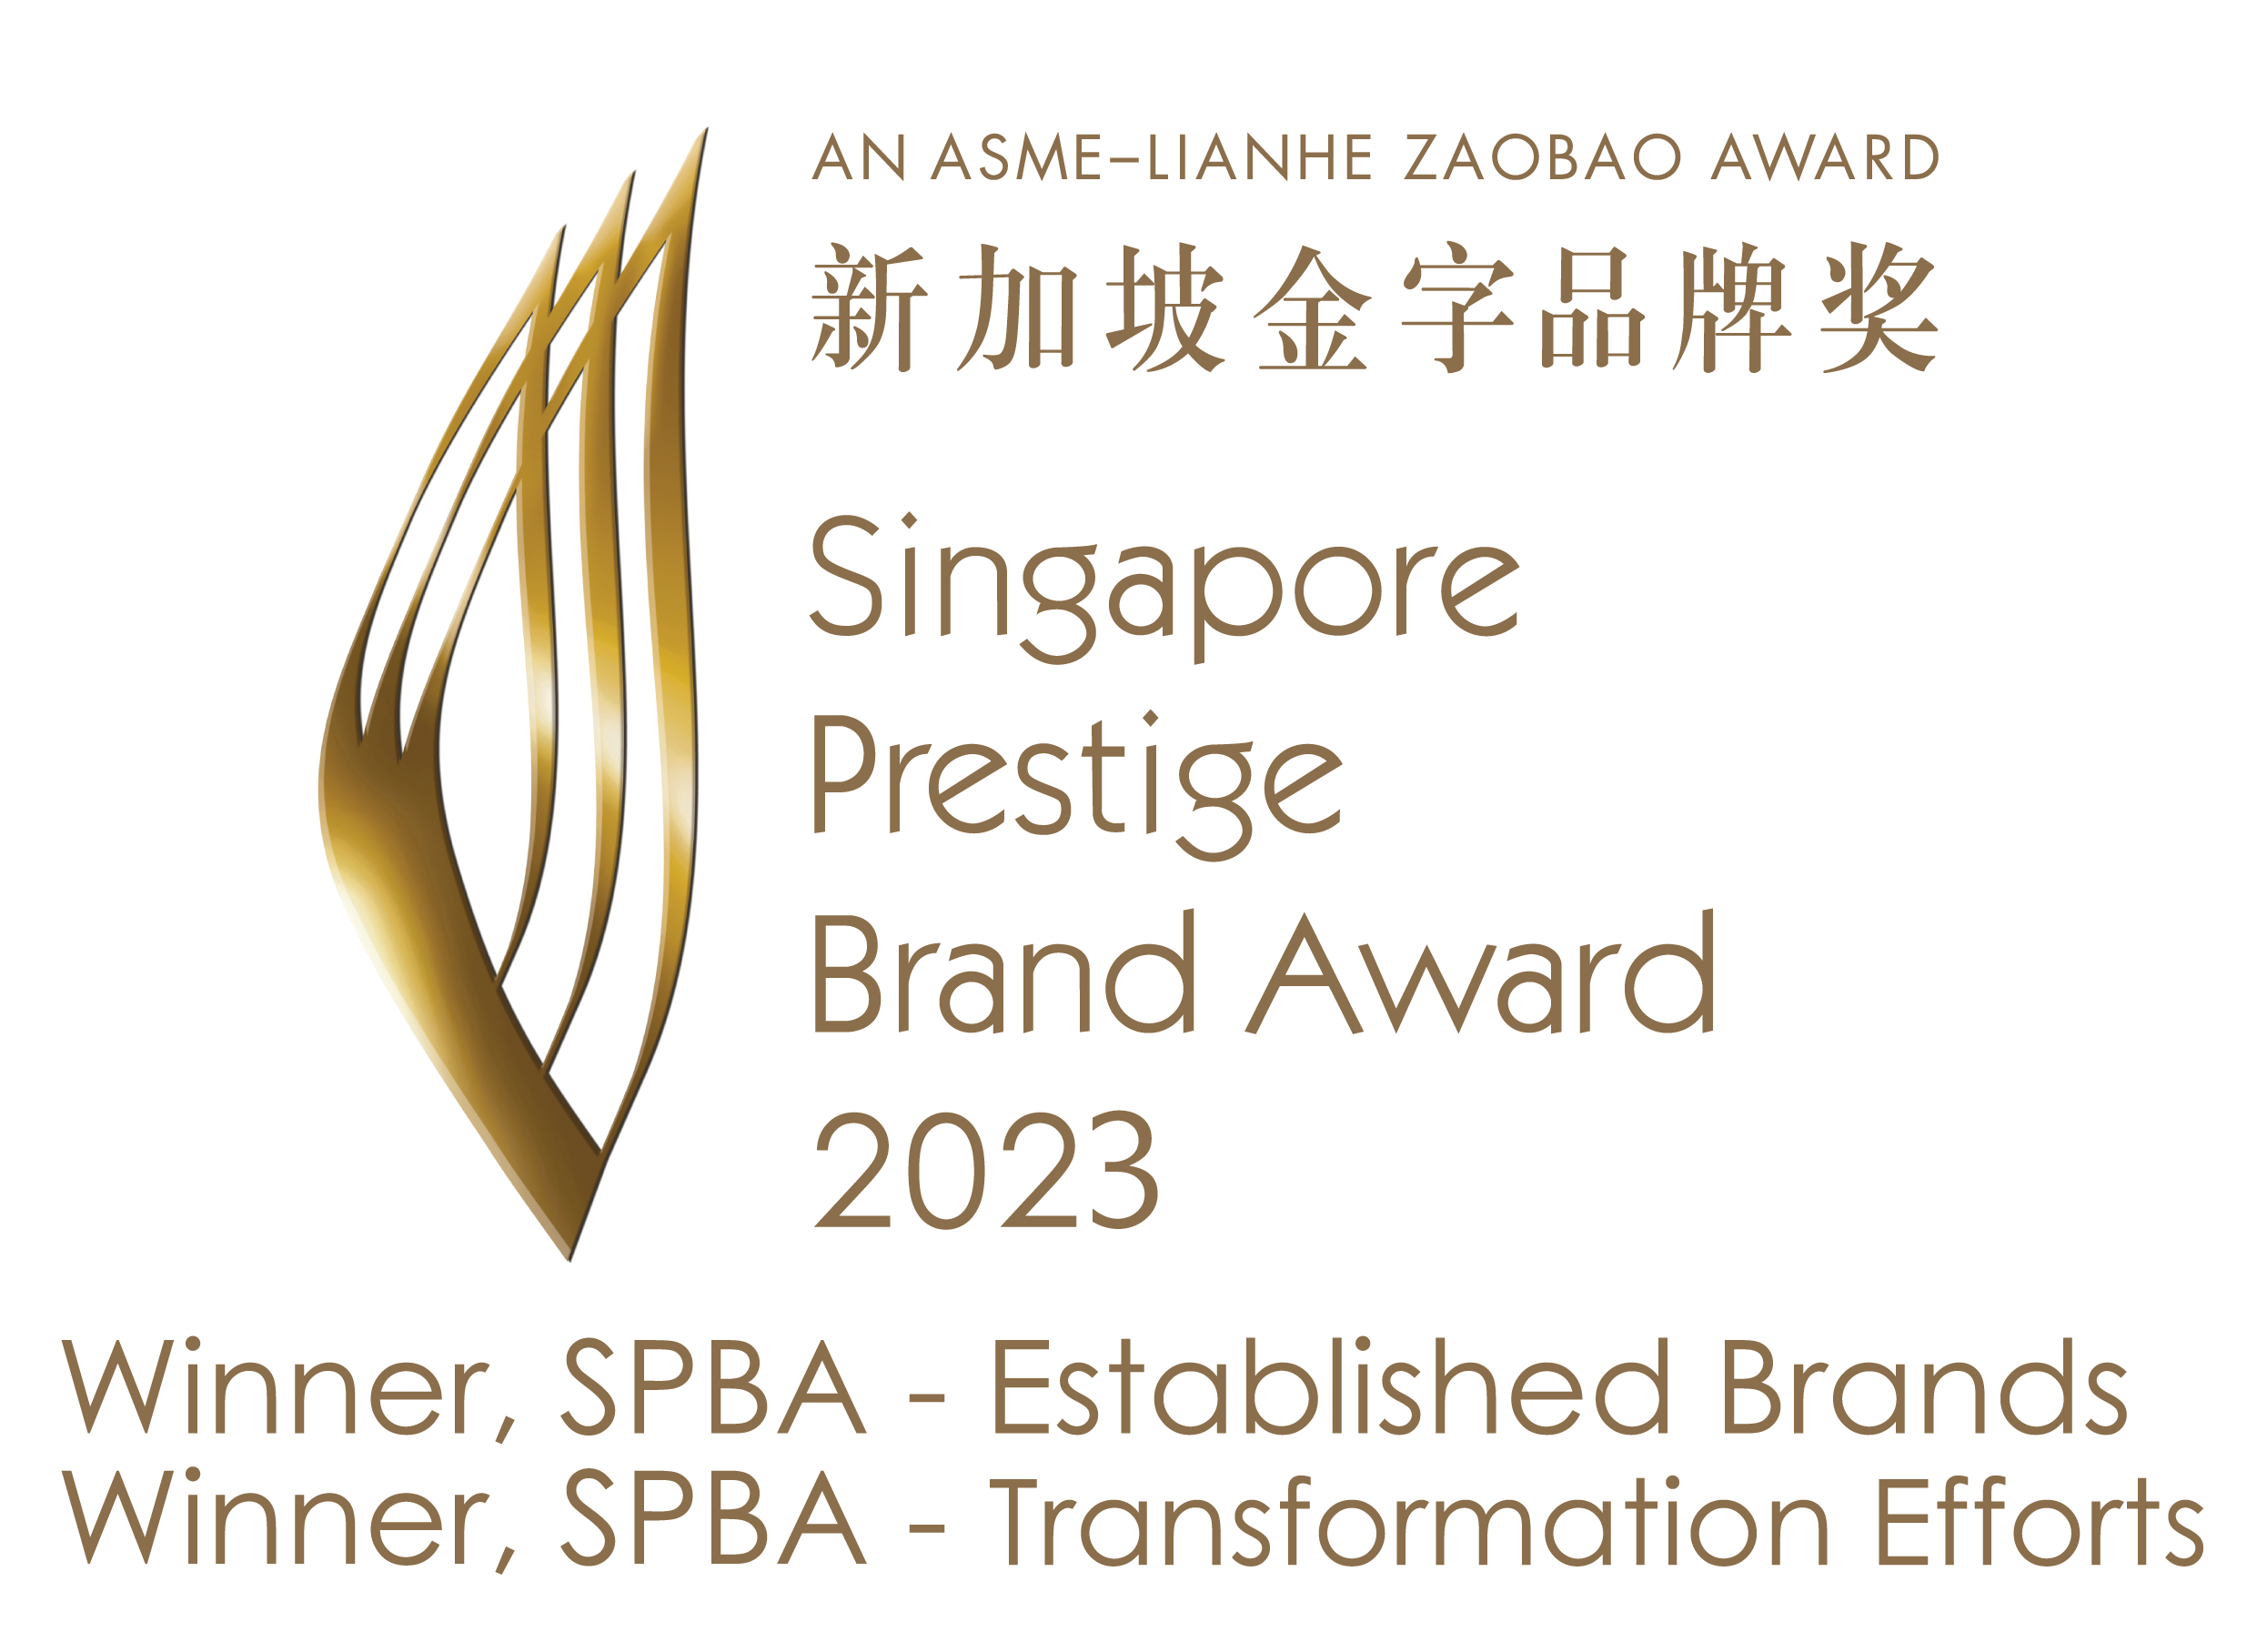 AN ASME–LIANHE ZAOBAO AWARD
新加坡金字品牌奖
Singapore
Prestige
Brand Award
2023
Winner, SPBA - Established Brands
Winner, SPBA - Transformation Efforts